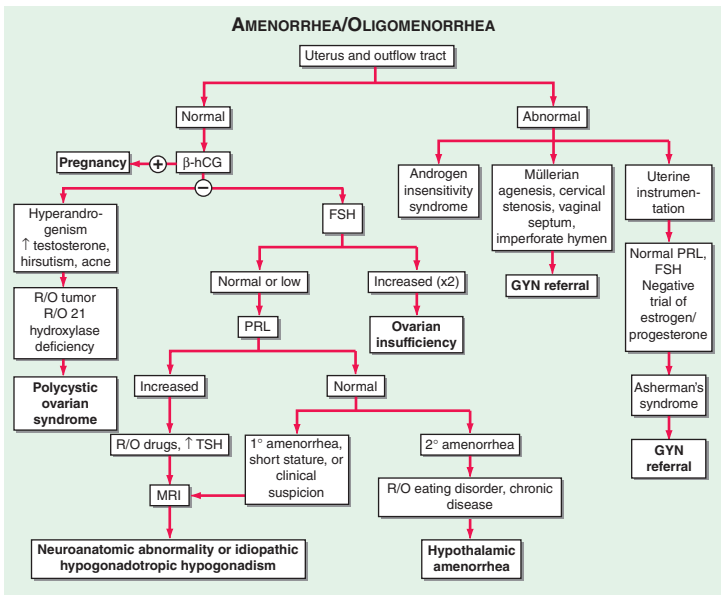 AMENORRHEA/OLIGOMENORRHEA
Uterus and outflow tract
Normal
Abnormal
Pregnancy
+
β-hCG
−
Androgen
insensitivity
syndrome
Müllerian
agenesis, cervical
stenosis, vaginal
septum,
imperforate hymen
Uterine
instrumen-
tation
Hyperandro-
genism
↑ testosterone,
hirsutism, acne
FSH
Normal PRL,
FSH
Negative
trial of
estrogen/
progesterone
GYN referral
Normal or low
Increased (x2)
R/O tumor
R/O 21
hydroxylase
deficiency
PRL
Ovarian
insufficiency
Polycystic
ovarian
syndrome
Increased
Normal
Asherman's
syndrome
R/O drugs, ↑ TSH
1° amenorrhea,
short stature, or
clinical
suspicion
2° amenorrhea
GYN
referral
MRI
R/O eating disorder, chronic
disease
Neuroanatomic abnormality or idiopathic
hypogonadotropic hypogonadism
Hypothalamic
amenorrhea